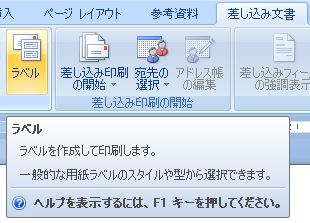 挿入 ページ レイアウト 参考資料 差し込み文書
ラベル
差し込み印刷の開始
宛先の選択
アドレス帳の編集
差し込みフィー
の強調表示
差し込み印刷の開始
ラベル
ラベルを作成して印刷します。
一般的な用紙ラベルのスタイルや型から選択できます。
ヘルプを表示するには、F1 キーを押してください。